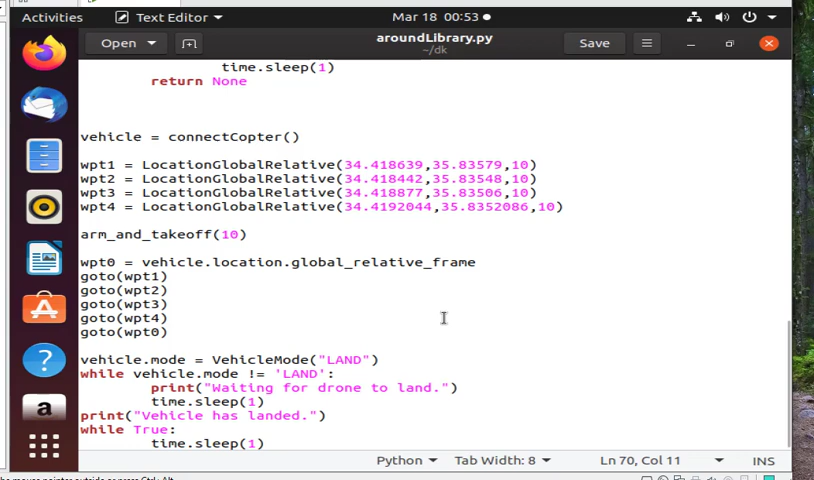 Activities
Text Editor
Mar 18 00:53
Open
aroundLibrary.py
~/dk
Save
time.sleep(1)
return None
vehicle = connectCopter()
wpt1 = LocationGlobalRelative(34.418639,35.83579,10)
wpt2 = LocationGlobalRelative(34.418442,35.83548,10)
wpt3 = LocationGlobalRelative(34.418877,35.83506,10)
wpt4 = LocationGlobalRelative(34.4192044,35.8352086,10)
arm_and_takeoff(10)
wpt0 = vehicle.location.global_relative_frame
goto(wpt1)
goto(wpt2)
goto(wpt3)
goto(wpt4)
goto(wpt0)
vehicle.mode = VehicleMode("LAND")
while vehicle.mode != 'LAND':
print("Waiting for drone to land.")
time.sleep(1)
print("Vehicle has landed.")
while True:
time.sleep(1)
Python
Tab Width: 8
Ln 70, Col 11
INS